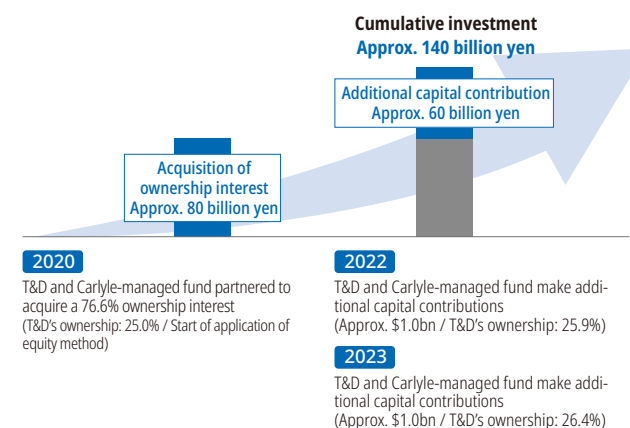 Cumulative investment
Approx. 140 billion yen
Additional capital contribution
Approx. 60 billion yen
Acquisition of
ownership interest
Approx. 80 billion yen
2020
T&D and Carlyle-managed fund partnered to
acquire a 76.6% ownership interest
(T&D's ownership: 25.0% / Start of application of
equity method)
2022
T&D and Carlyle-managed fund make addi-
tional capital contributions
(Approx. $1.0bn / T&D's ownership: 25.9%)
2023
T&D and Carlyle-managed fund make addi-
tional capital contributions
(Approx. $1.0bn / T&D's ownership: 26.4%)